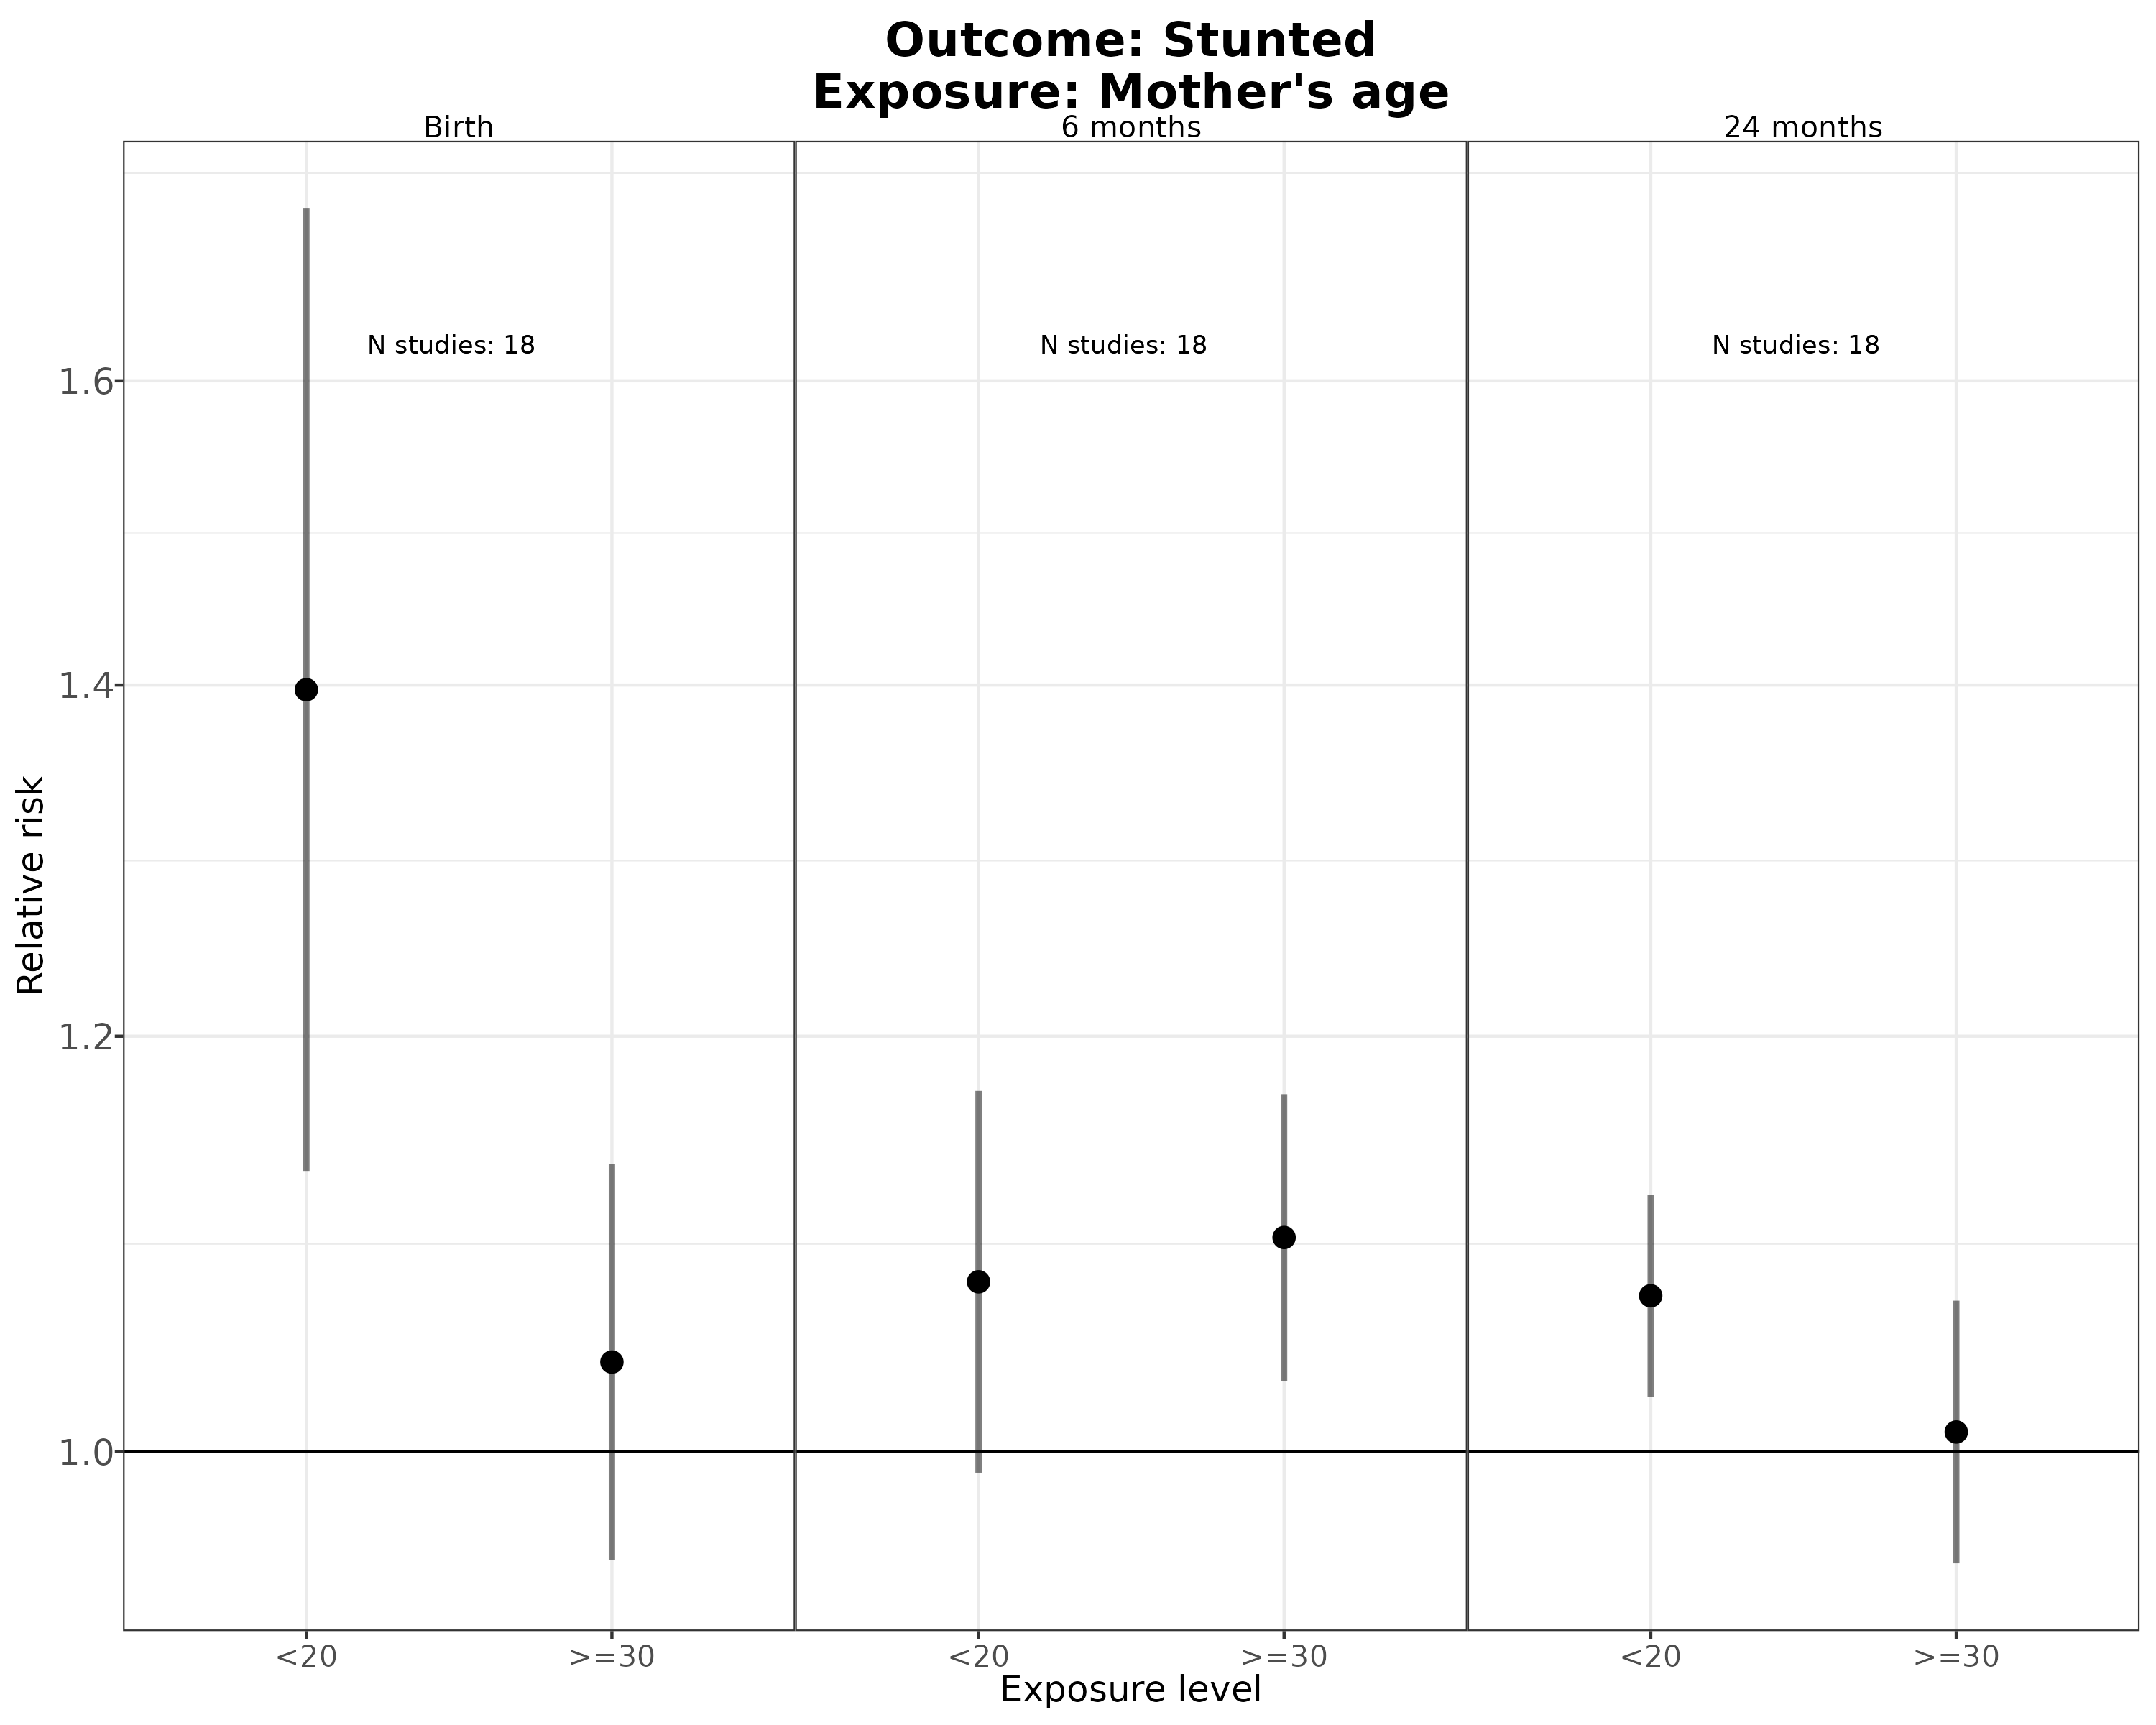 Outcome: Stunted
Exposure: Mother's age
Birth
6 months
24 months
N studies: 18
N studies: 18
N studies: 18
1.6
1.4
1.2
1.0
Relative risk
<20
>=30
<20
>=30
<20
>=30
Exposure level